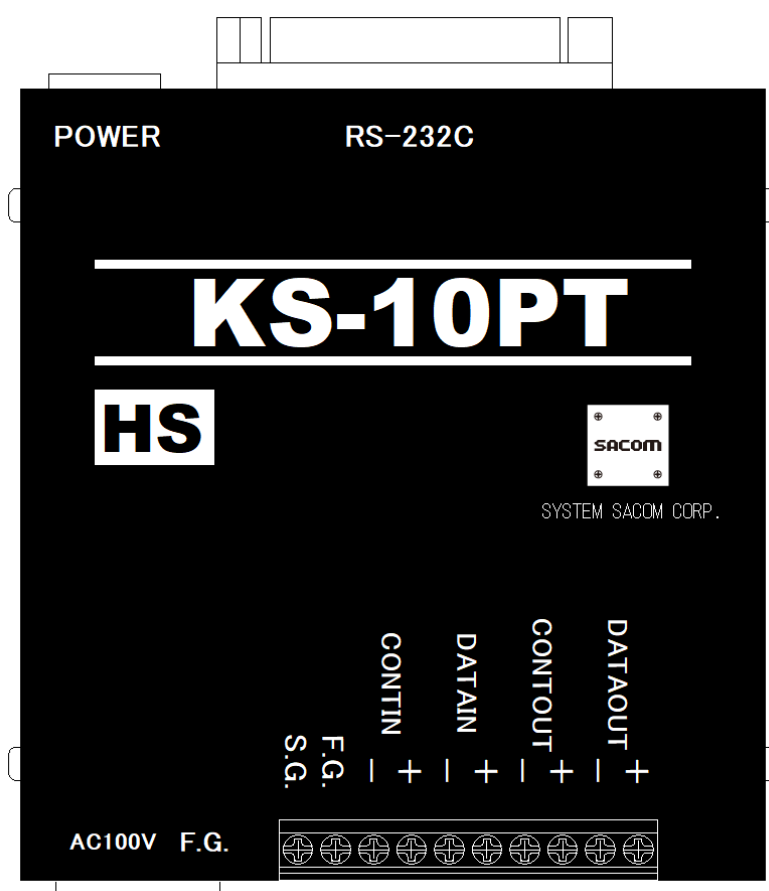 POWER RS-232C
KS-10PT
HS
SACOM
SYSTEM SACOM CORP.
CONTIN DATAIN CONTOUT DATAOUT
S.G. F.G. − + − + − + − +
AC100V F.G.